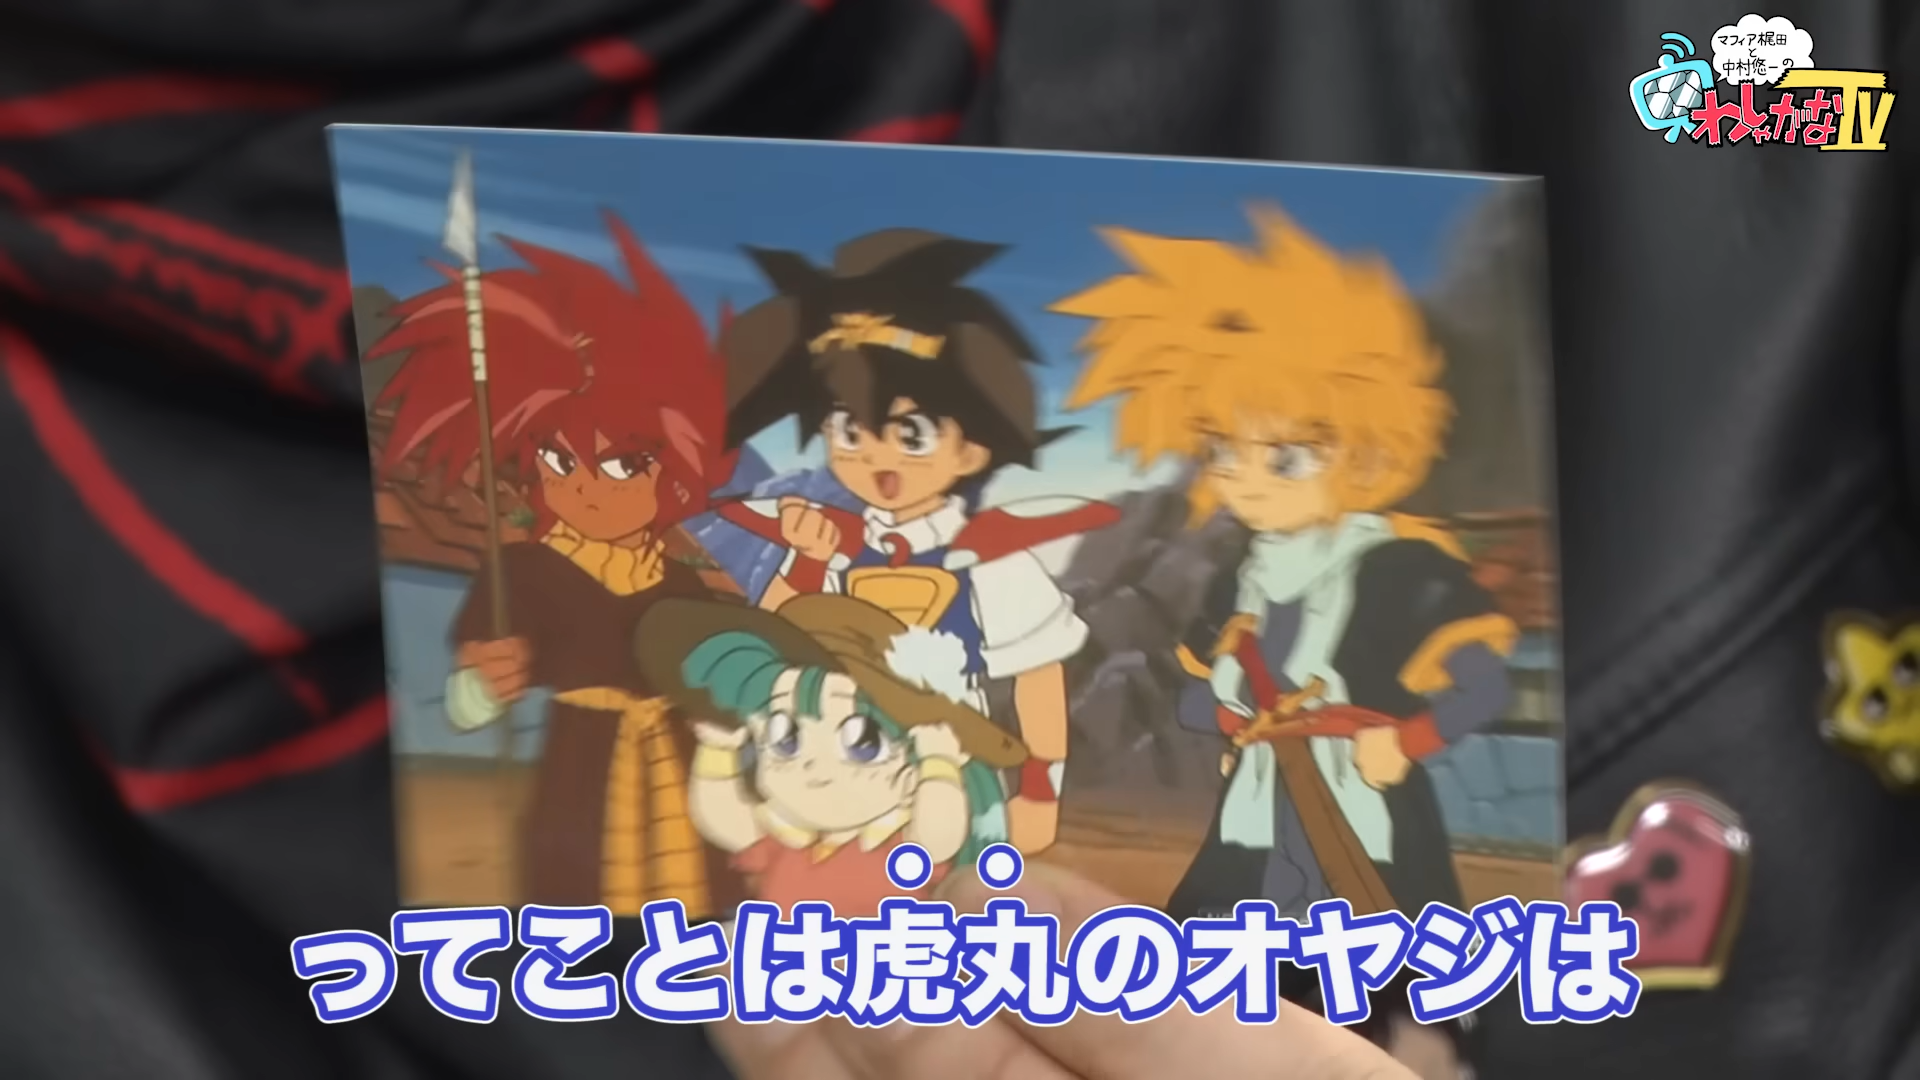 マフィア梶田
と
中村悠一の
わしゃがなTV
ってことは虎丸のオヤジは